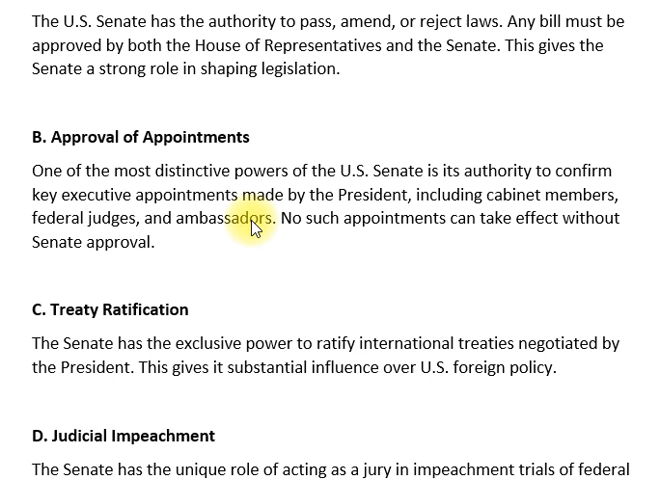 The U.S. Senate has the authority to pass, amend, or reject laws. Any bill must be
approved by both the House of Representatives and the Senate. This gives the
Senate a strong role in shaping legislation.
B. Approval of Appointments
One of the most distinctive powers of the U.S. Senate is its authority to confirm
key executive appointments made by the President, including cabinet members,
federal judges, and ambassadors. No such appointments can take effect without
Senate approval.
C. Treaty Ratification
The Senate has the exclusive power to ratify international treaties negotiated by
the President. This gives it substantial influence over U.S. foreign policy.
D. Judicial Impeachment
The Senate has the unique role of acting as a jury in impeachment trials of federal